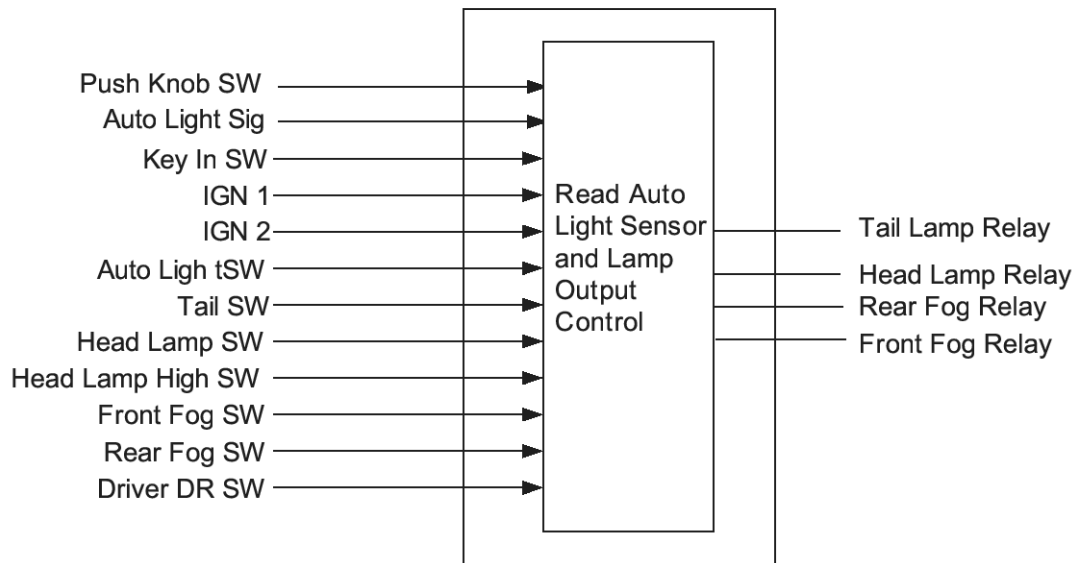 Push Knob SW
Auto Light Sig
Key In SW
IGN 1
IGN 2
Auto Ligh tSW
Tail SW
Head Lamp SW
Head Lamp High SW
Front Fog SW
Rear Fog SW
Driver DR SW
Read Auto
Light Sensor
and Lamp
Output
Control
Tail Lamp Relay
Head Lamp Relay
Rear Fog Relay
Front Fog Relay